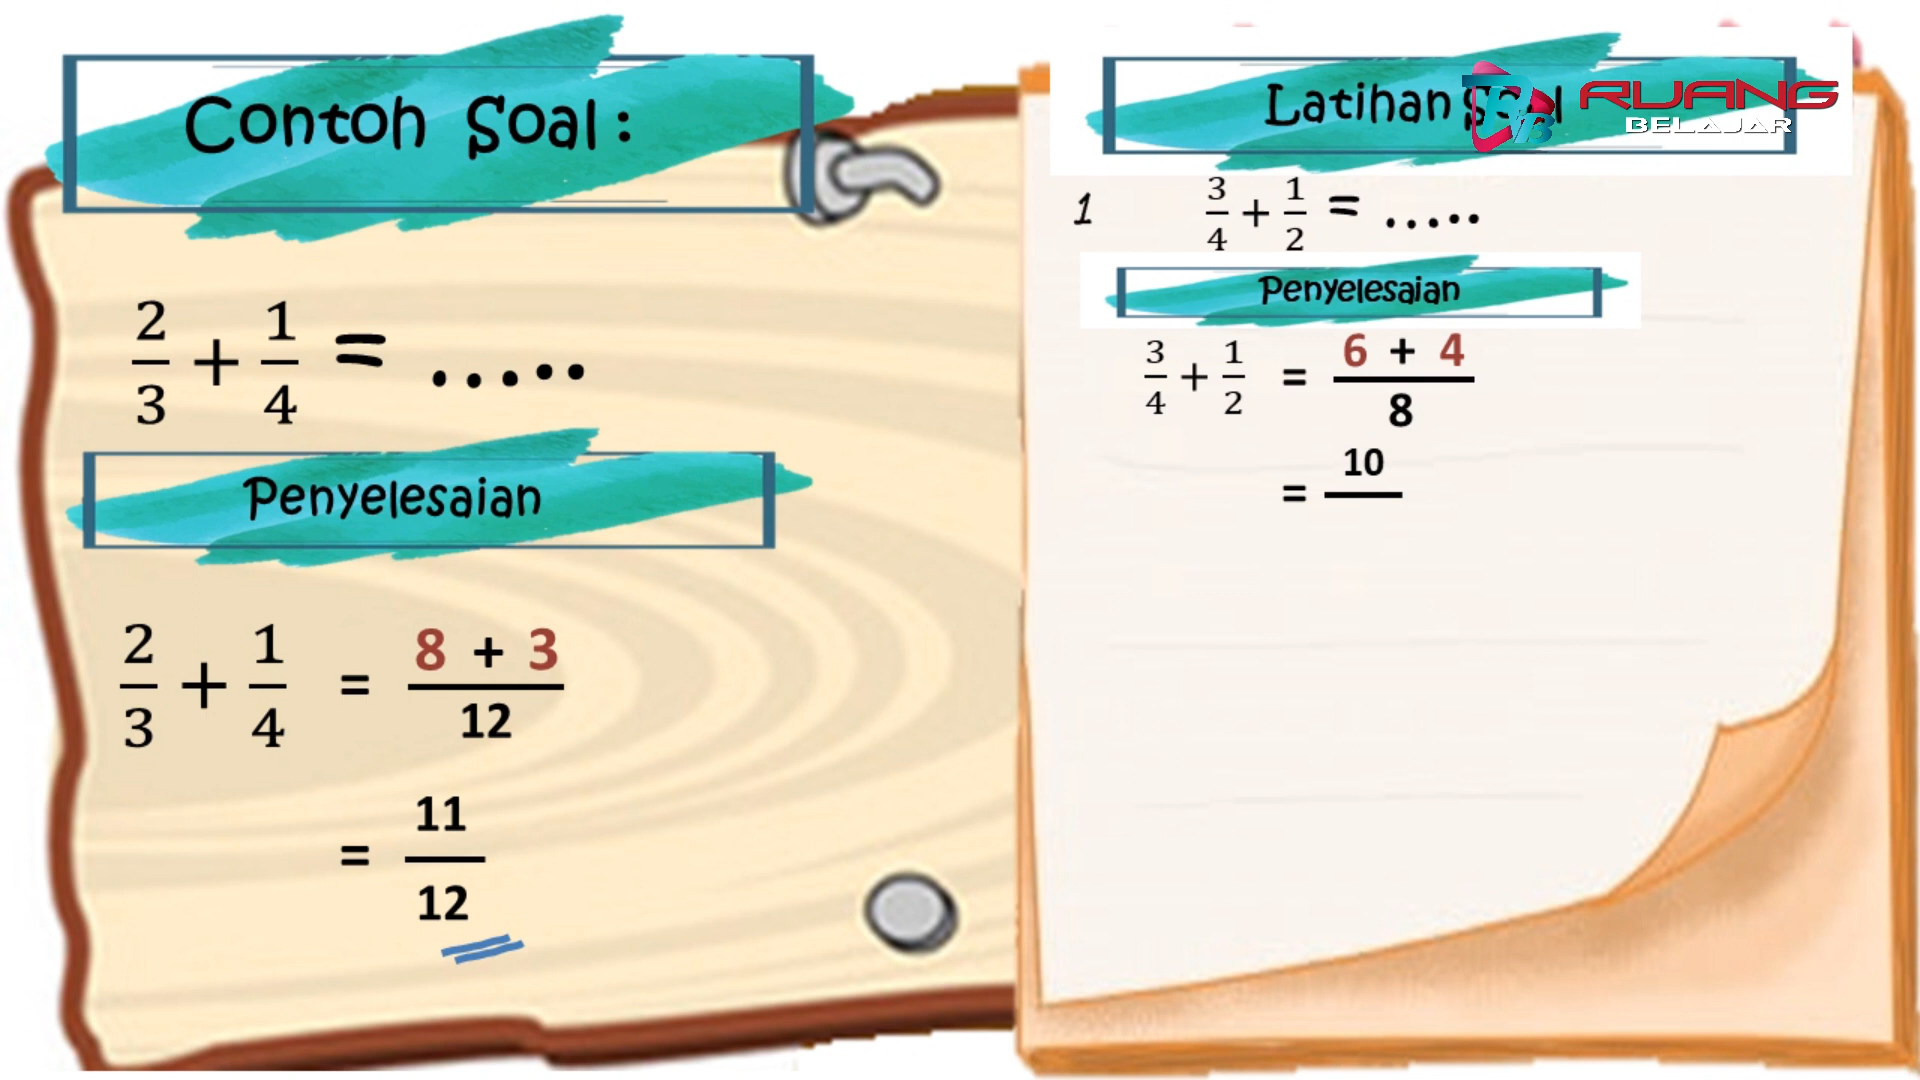 Contoh Soal :
2/3 + 1/4 = .....
Penyelesaian
2/3 + 1/4 = 8 + 3 / 12
= 11/12
Latihan Soal
RUANG
BELAJAR
1 3/4 + 1/2 = .....
Penyelesaian
3/4 + 1/2 = 6 + 4 / 8
= 10/